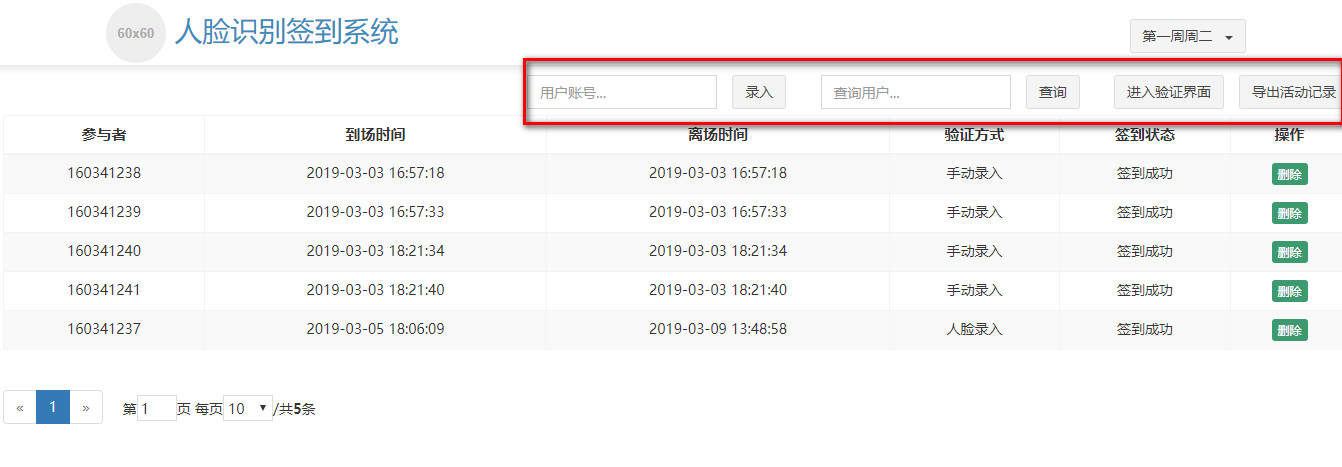 60x60 人脸识别签到系统
第一周周二
用户账号... 录入 查询用户... 查询 进入验证界面 导出活动记录
参与者 到场时间 离场时间 验证方式 签到状态 操作
160341238 2019-03-03 16:57:18 2019-03-03 16:57:18 手动录入 签到成功 删除
160341239 2019-03-03 16:57:33 2019-03-03 16:57:33 手动录入 签到成功 删除
160341240 2019-03-03 18:21:34 2019-03-03 18:21:34 手动录入 签到成功 删除
160341241 2019-03-03 18:21:40 2019-03-03 18:21:40 手动录入 签到成功 删除
160341237 2019-03-05 18:06:09 2019-03-09 13:48:58 人脸录入 签到成功 删除
« 1 » 第1页 每页10/共5条